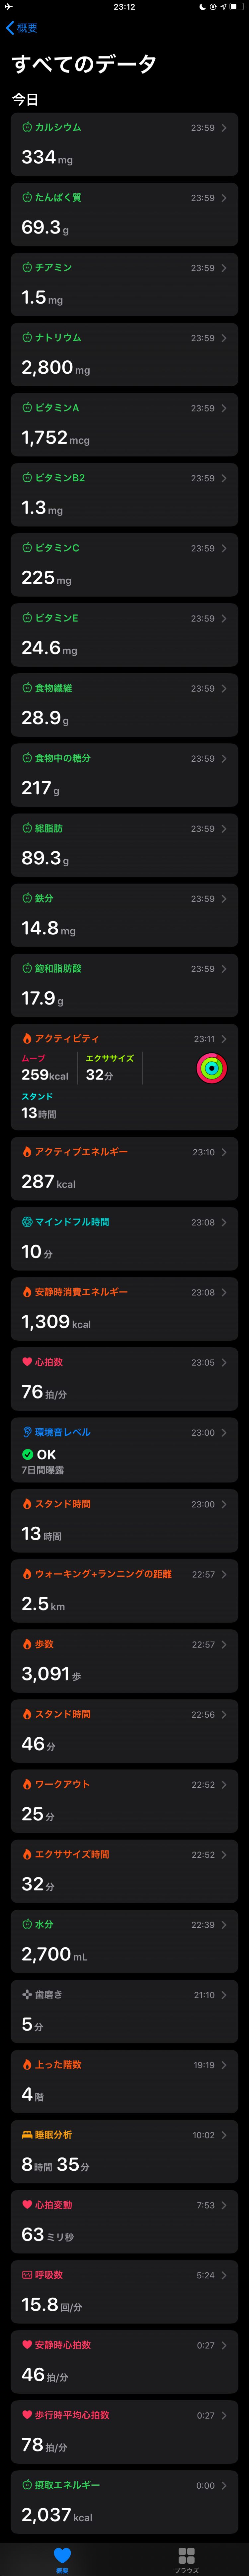 23:12
概要
すべてのデータ
今日
カルシウム 23:59
334 mg
たんぱく質 23:59
69.3 g
チアミン 23:59
1.5 mg
ナトリウム 23:59
2,800 mg
ビタミンA 23:59
1,752 mcg
ビタミンB2 23:59
1.3 mg
ビタミンC 23:59
225 mg
ビタミンE 23:59
24.6 mg
食物繊維 23:59
28.9 g
食物中の糖分 23:59
217 g
総脂肪 23:59
89.3 g
鉄分 23:59
14.8 mg
飽和脂肪酸 23:59
17.9 g
アクティビティ 23:11
ムーブ エクササイズ
259kcal 32分
スタンド
13時間
アクティブエネルギー 23:10
287 kcal
マインドフル時間 23:08
10 分
安静時消費エネルギー 23:08
1,309 kcal
心拍数 23:05
76 拍/分
環境音レベル 23:00
OK
7日間曝露
スタンド時間 23:00
13 時間
ウォーキング+ランニングの距離 22:57
2.5 km
歩数 22:57
3,091 歩
スタンド時間 22:56
46 分
ワークアウト 22:52
25 分
エクササイズ時間 22:52
32 分
水分 22:39
2,700 mL
歯磨き 21:10
5 分
上った階数 19:19
4 階
睡眠分析 10:02
8時間 35分
心拍変動 7:53
63 ミリ秒
呼吸数 5:24
15.8 回/分
安静時心拍数 0:27
46 拍/分
歩行時平均心拍数 0:27
78 拍/分
摂取エネルギー 0:00
2,037 kcal
概要 ブラウズ